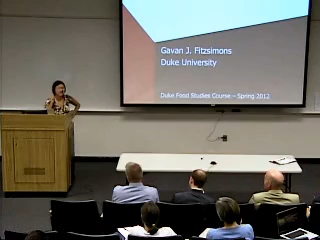 Gavan J. Fitzsimons
Duke University
Duke Food Studies Course – Spring 2012